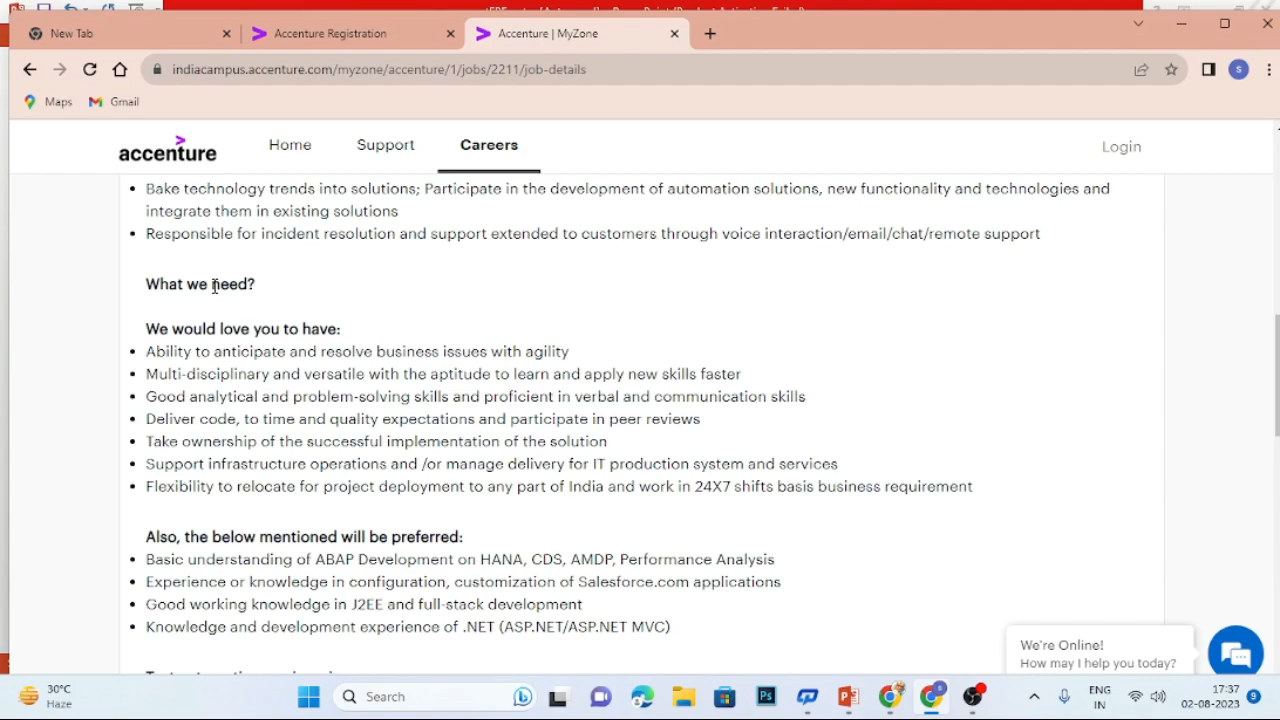 New Tab
Accenture Registration
Accenture | MyZone
indiacampus.accenture.com/myzone/accenture/1/jobs/2211/job-details
S
Maps
Gmail
accenture
Home
Support
Careers
Login
• Bake technology trends into solutions; Participate in the development of automation solutions, new functionality and technologies and
integrate them in existing solutions
• Responsible for incident resolution and support extended to customers through voice interaction/email/chat/remote support
What we need?
We would love you to have:
• Ability to anticipate and resolve business issues with agility
• Multi-disciplinary and versatile with the aptitude to learn and apply new skills faster
• Good analytical and problem-solving skills and proficient in verbal and communication skills
• Deliver code, to time and quality expectations and participate in peer reviews
• Take ownership of the successful implementation of the solution
• Support infrastructure operations and /or manage delivery for IT production system and services
• Flexibility to relocate for project deployment to any part of India and work in 24X7 shifts basis business requirement
Also, the below mentioned will be preferred:
• Basic understanding of ABAP Development on HANA, CDS, AMDP, Performance Analysis
• Experience or knowledge in configuration, customization of Salesforce.com applications
• Good working knowledge in J2EE and full-stack development
• Knowledge and development experience of .NET (ASP.NET/ASP.NET MVC)
We're Online!
How may I help you today?
30°C
Haze
Search
Ps
ENG
IN
17:37
02-08-2023
9